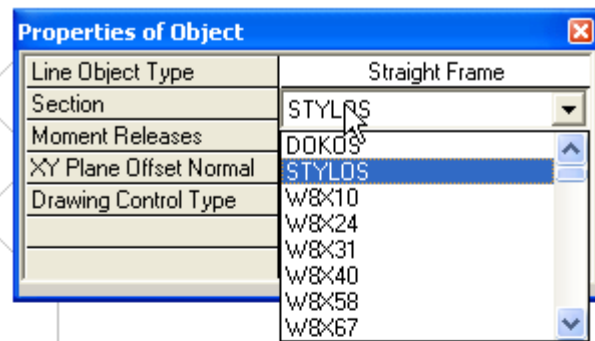 Properties of Object
Line Object Type Straight Frame
Section STYLOS
Moment Releases
XY Plane Offset Normal
Drawing Control Type
DOKOS
STYLOS
W8X10
W8X24
W8X31
W8X40
W8X58
W8X67